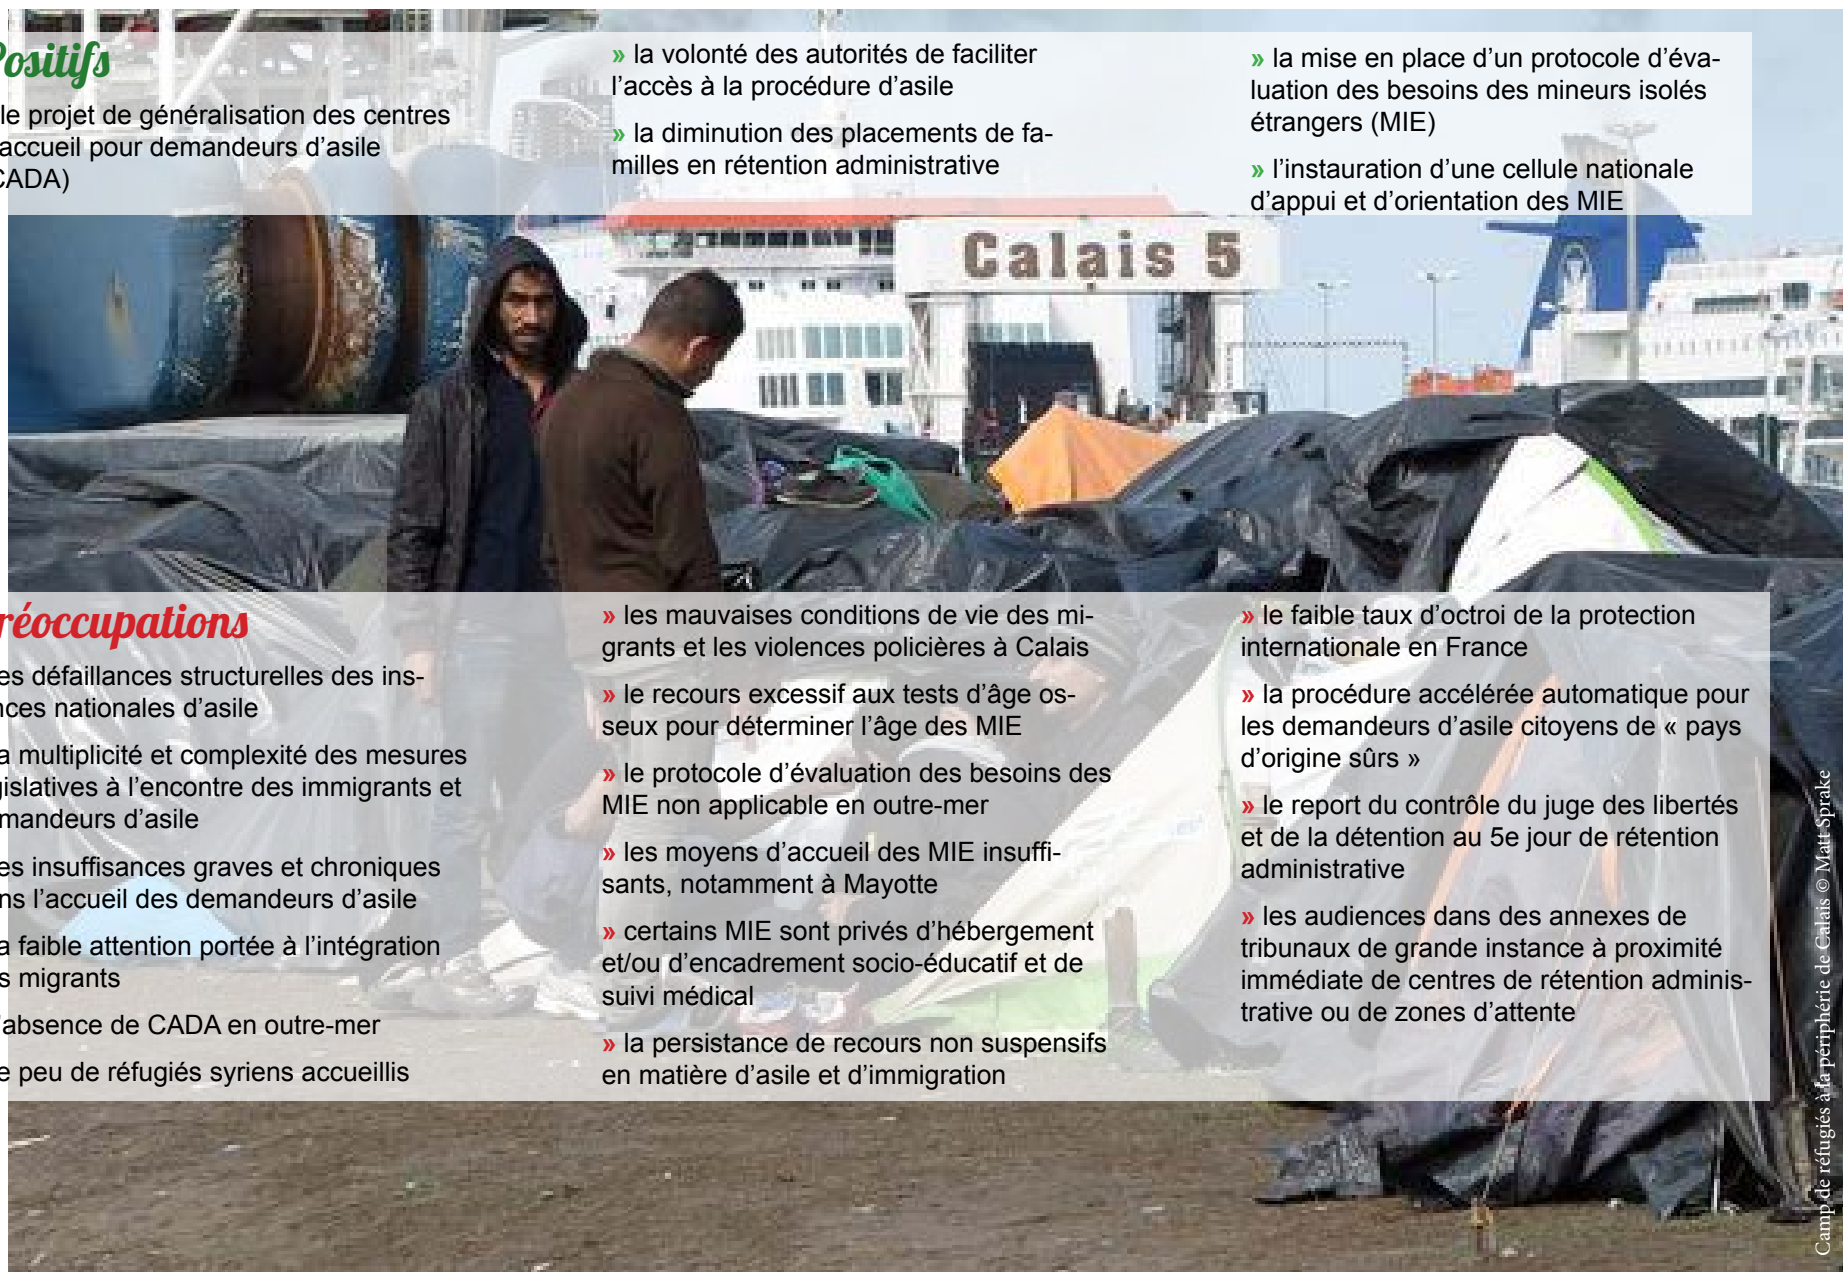 Positifs
le projet de généralisation des centres
accueil pour demandeurs d’asile
CADA)
» la volonté des autorités de faciliter
l’accès à la procédure d’asile
» la diminution des placements de fa-
milles en rétention administrative
» la mise en place d’un protocole d’éva-
luation des besoins des mineurs isolés
étrangers (MIE)
» l’instauration d’une cellule nationale
d’appui et d’orientation des MIE
Calais 5
réoccupations
es défaillances structurelles des ins-
nces nationales d’asile
a multiplicité et complexité des mesures
gislatives à l’encontre des immigrants et
mandeurs d’asile
es insuffisances graves et chroniques
ns l’accueil des demandeurs d’asile
a faible attention portée à l’intégration
s migrants
’absence de CADA en outre-mer
e peu de réfugiés syriens accueillis
» les mauvaises conditions de vie des mi-
grants et les violences policières à Calais
» le recours excessif aux tests d’âge os-
seux pour déterminer l’âge des MIE
» le protocole d’évaluation des besoins des
MIE non applicable en outre-mer
» les moyens d’accueil des MIE insuffi-
sants, notamment à Mayotte
» certains MIE sont privés d’hébergement
et/ou d’encadrement socio-éducatif et de
suivi médical
» la persistance de recours non suspensifs
en matière d’asile et d’immigration
» le faible taux d’octroi de la protection
internationale en France
» la procédure accélérée automatique pour
les demandeurs d’asile citoyens de « pays
d’origine sûrs »
» le report du contrôle du juge des libertés
et de la détention au 5e jour de rétention
administrative
» les audiences dans des annexes de
tribunaux de grande instance à proximité
immédiate de centres de rétention adminis-
trative ou de zones d’attente
Camp de réfugiés à la périphérie de Calais © Matt Sprake